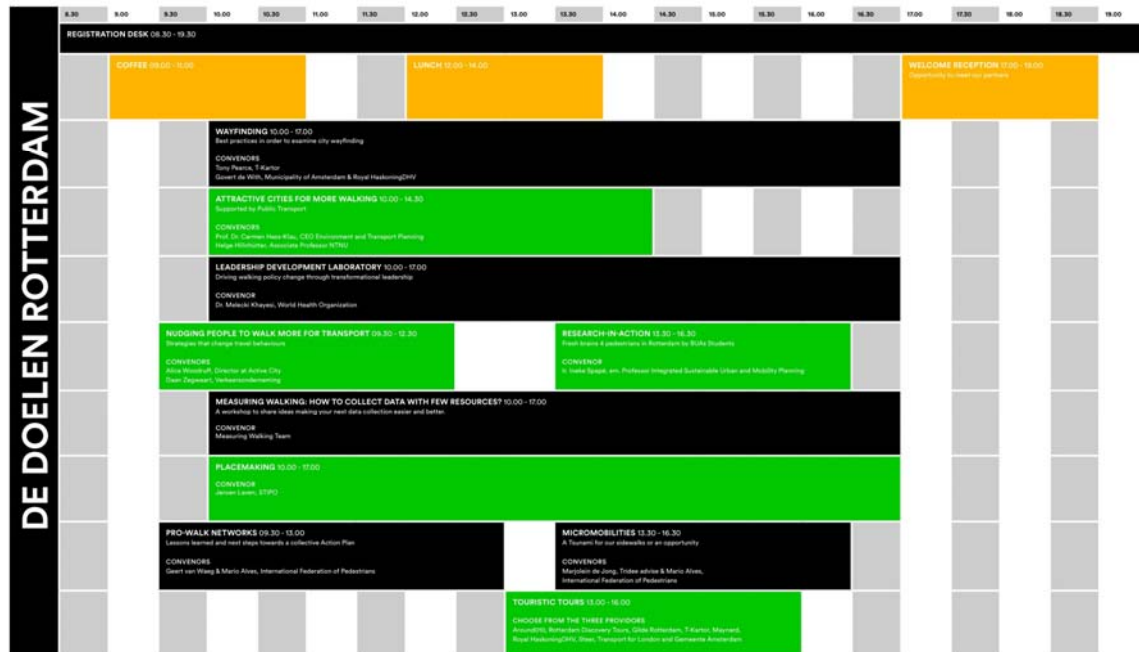 8.30 9.00 9.30 10.00 10.30 11.00 11.30 12.00 12.30 13.00 13.30 14.00 14.30 15.00 15.30 16.00 16.30 17.00 17.30 18.00 18.30 19.00
DE DOELEN ROTTERDAM
REGISTRATION DESK 08.30 - 19.30
COFFEE 09.00 - 11.00
LUNCH 12.00 - 14.00
WELCOME RECEPTION 17.00 - 19.00
Opportunity to meet our partners
WAYFINDING 10.00 - 17.00
Best practices in order to examine city wayfinding
CONVENORS
Tony Pearce, T-Kartor
Govert de With, Municipality of Amsterdam & Royal HaskoningDHV
ATTRACTIVE CITIES FOR MORE WALKING 10.00 - 14.30
Supported by Public Transport
CONVENORS
Prof. Dr. Carmen Hass-Klau, CEO Environment and Transport Planning
Helge Hillnhütter, Associate Professor NTNU
LEADERSHIP DEVELOPMENT LABORATORY 10.00 - 17.00
Driving walking policy change through transformational leadership
CONVENOR
Dr. Meleckì Khayesi, World Health Organization
NUDGING PEOPLE TO WALK MORE FOR TRANSPORT 09.30 - 12.30
Strategies that change travel behaviours
CONVENORS
Alice Woodruff, Director at Active City
Daan Zegwaart,
RESEARCH-IN-ACTION 13.30 - 16.30
Fresh brains 4 pedestrians in Rotterdam by BUAs Students
CONVENOR
Ir. Ineke Spapé, em. Professor Integrated Sustainable Urban and Mobility Planning
MEASURING WALKING: HOW TO COLLECT DATA WITH FEW RESOURCES? 10.00 - 17.00
A workshop to share ideas making your next data collection easier and better.
CONVENOR
Measuring Walking Team
PLACEMAKING 10.00 - 17.00
CONVENOR
Jeroen Laven, STIPO
PRO-WALK NETWORKS 09.30 - 13.00
Lessons learned and next steps towards a collective Action Plan
CONVENORS
Geert van Waeg & Mario Alves, International Federation of Pedestrians
MICROMOBILITIES 13.30 - 16.30
A Tsunami for our sidewalks or an opportunity
CONVENORS
Marjolein de Jong, Tridee advise & Mario Alves,
International Federation of Pedestrians
TOURISTIC TOURS 13.00 - 16.00
CHOOSE FROM THE THREE PROVIDORS
Rotterdam Discovery Tours, Gilde Rotterdam, T-Kartor, Maynard,
Royal HaskoningDHV, Steer, Transport for London and Gemeente Amsterdam